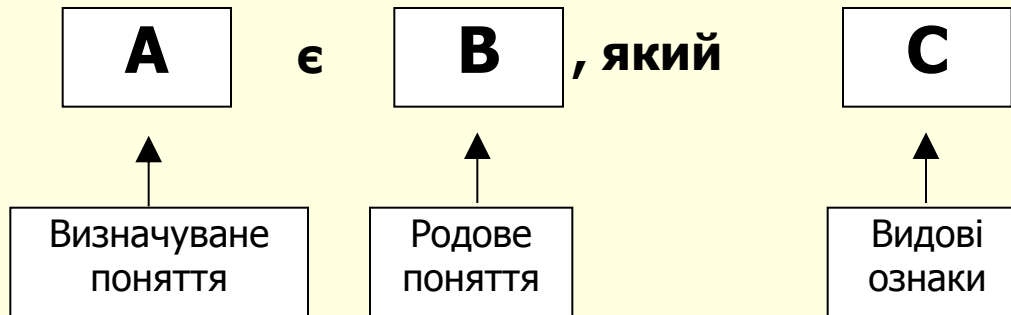 А є В , який С
Визначуване
поняття
Родове
поняття
Видові
ознаки